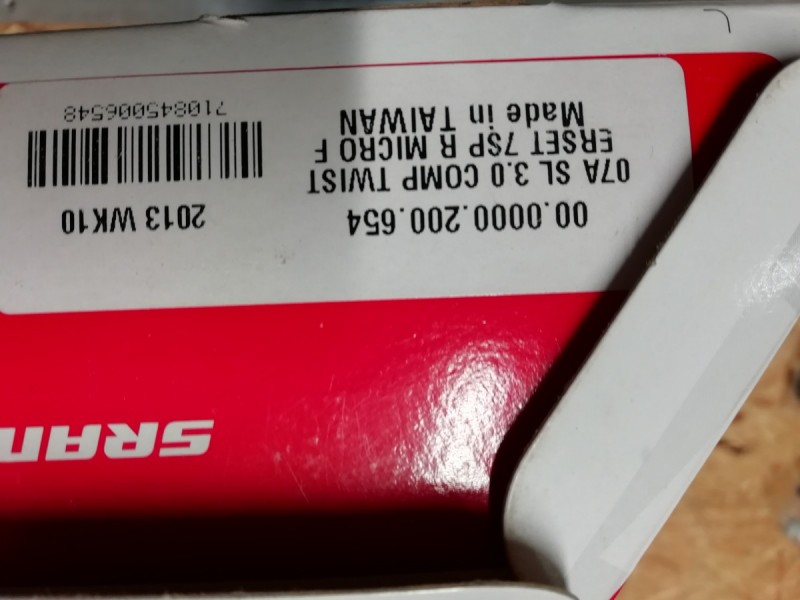 SRAM
00.0000.200.654
2013 WK10
07A SL 3.0 COMP TWIST
ERSET 7SP R MICRO F
Made in TAIWAN
710845006548